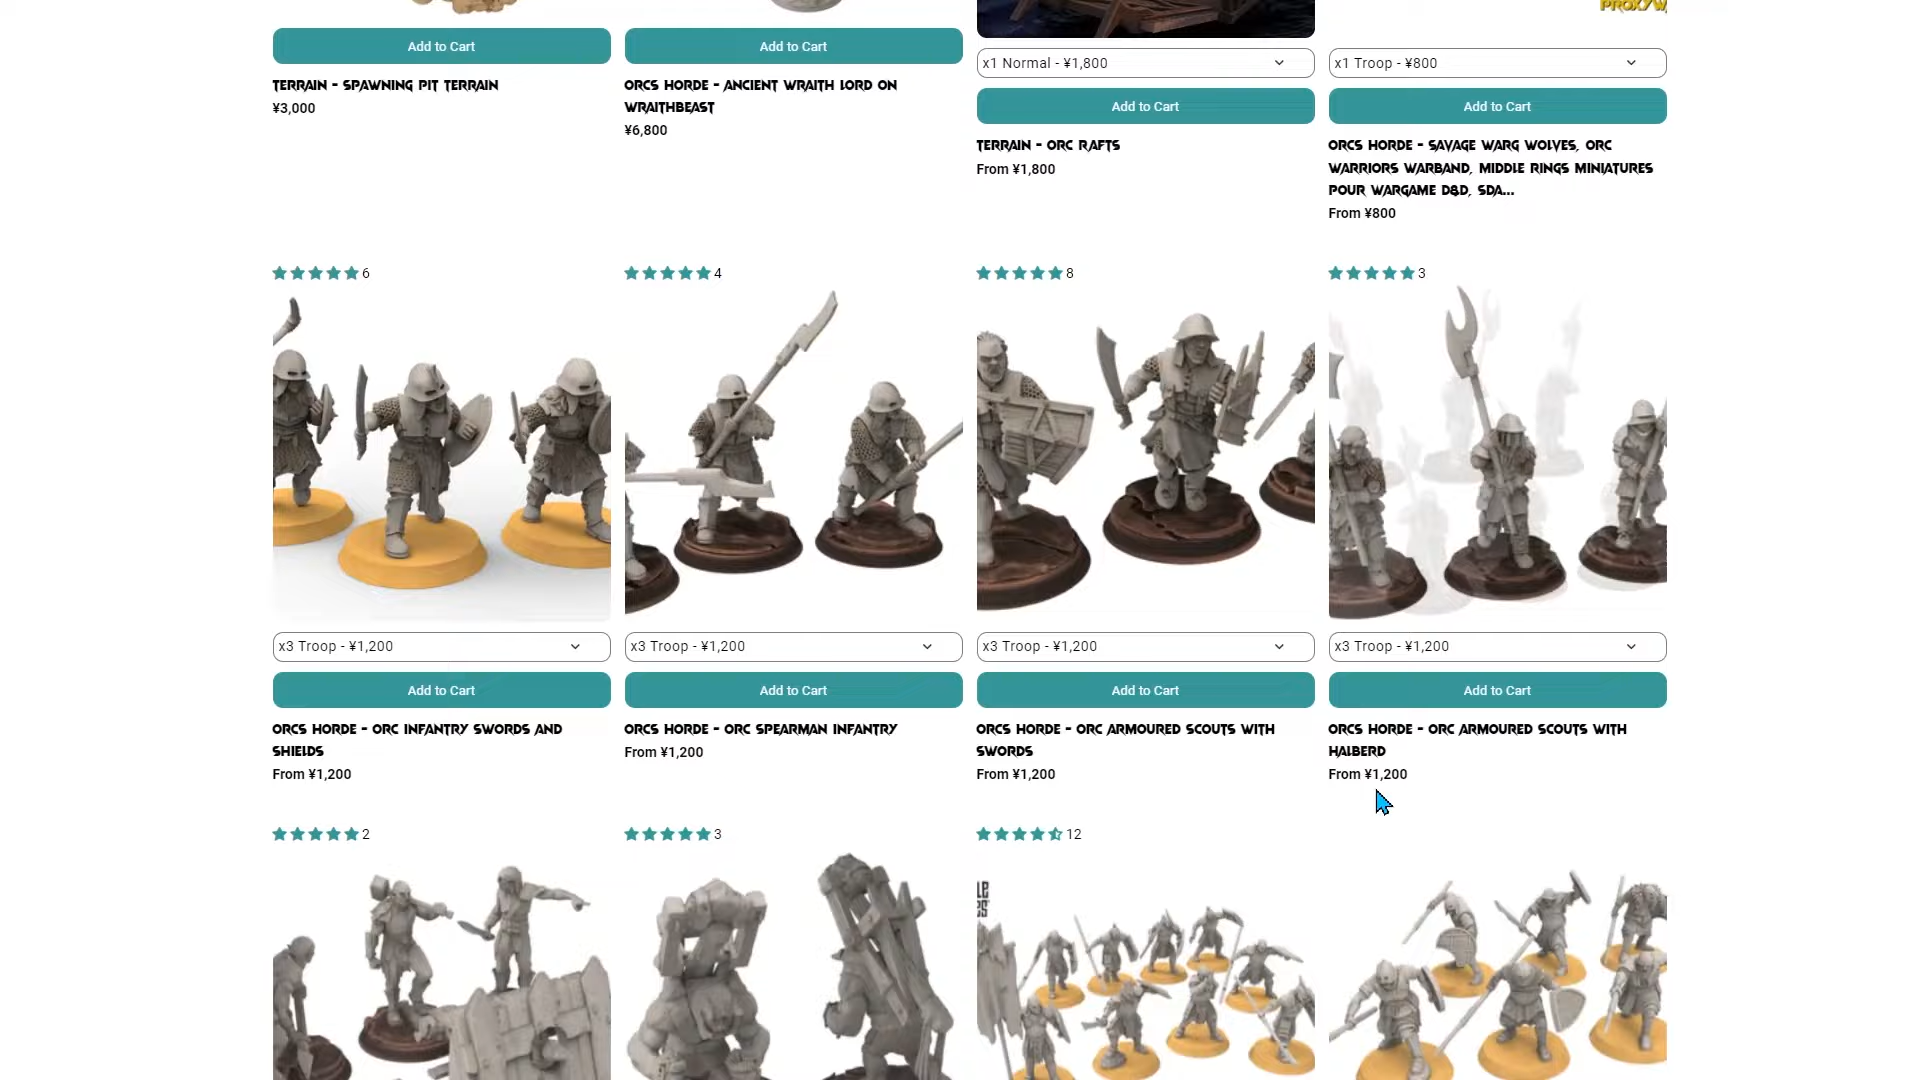 PROXYW
Add to Cart
TERRAIN - SPAWNING PIT TERRAIN
¥3,000
Add to Cart
ORCS HORDE - ANCIENT WRAITH LORD ON
WRAITHBEAST
¥6,800
x1 Normal - ¥1,800
Add to Cart
TERRAIN - ORC RAFTS
From ¥1,800
x1 Troop - ¥800
Add to Cart
ORCS HORDE - SAVAGE WARG WOLVES, ORC
WARRIORS WARBAND, MIDDLE RINGS MINIATURES
POUR WARGAME D&D, SDA...
From ¥800
6
x3 Troop - ¥1,200
Add to Cart
ORCS HORDE - ORC INFANTRY SWORDS AND
SHIELDS
From ¥1,200
4
x3 Troop - ¥1,200
Add to Cart
ORCS HORDE - ORC SPEARMAN INFANTRY
From ¥1,200
8
x3 Troop - ¥1,200
Add to Cart
ORCS HORDE - ORC ARMOURED SCOUTS WITH
SWORDS
From ¥1,200
3
x3 Troop - ¥1,200
Add to Cart
ORCS HORDE - ORC ARMOURED SCOUTS WITH
HALBERD
From ¥1,200
2
3
12